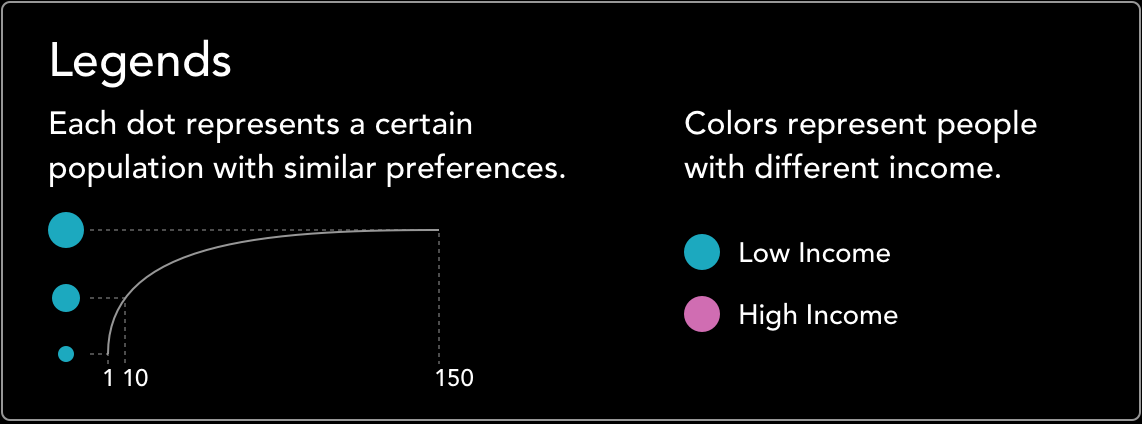 Legends
Each dot represents a certain
population with similar preferences.
1 10
150
Colors represent people
with different income.
Low Income
High Income